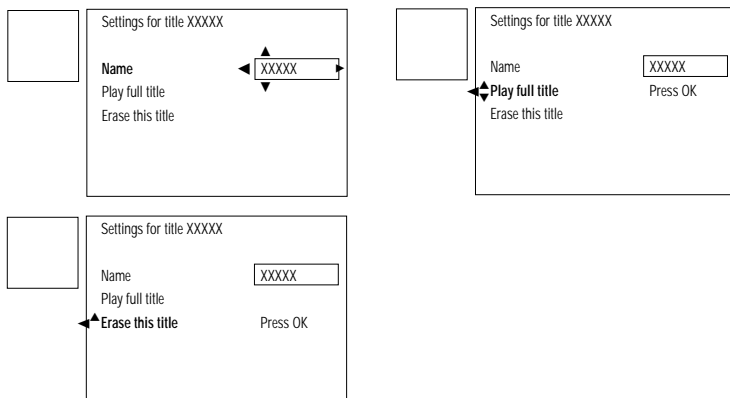 Settings for title XXXXX
Name XXXXX
Play full title
Erase this title
Settings for title XXXXX
Name XXXXX
Play full title Press OK
Erase this title
Settings for title XXXXX
Name XXXXX
Play full title
Erase this title Press OK